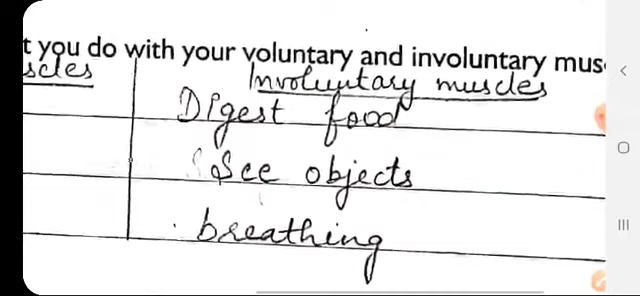 t you do with your voluntary and involuntary mus
scles
Involuntary muscles
Digest food
See objects
breathing